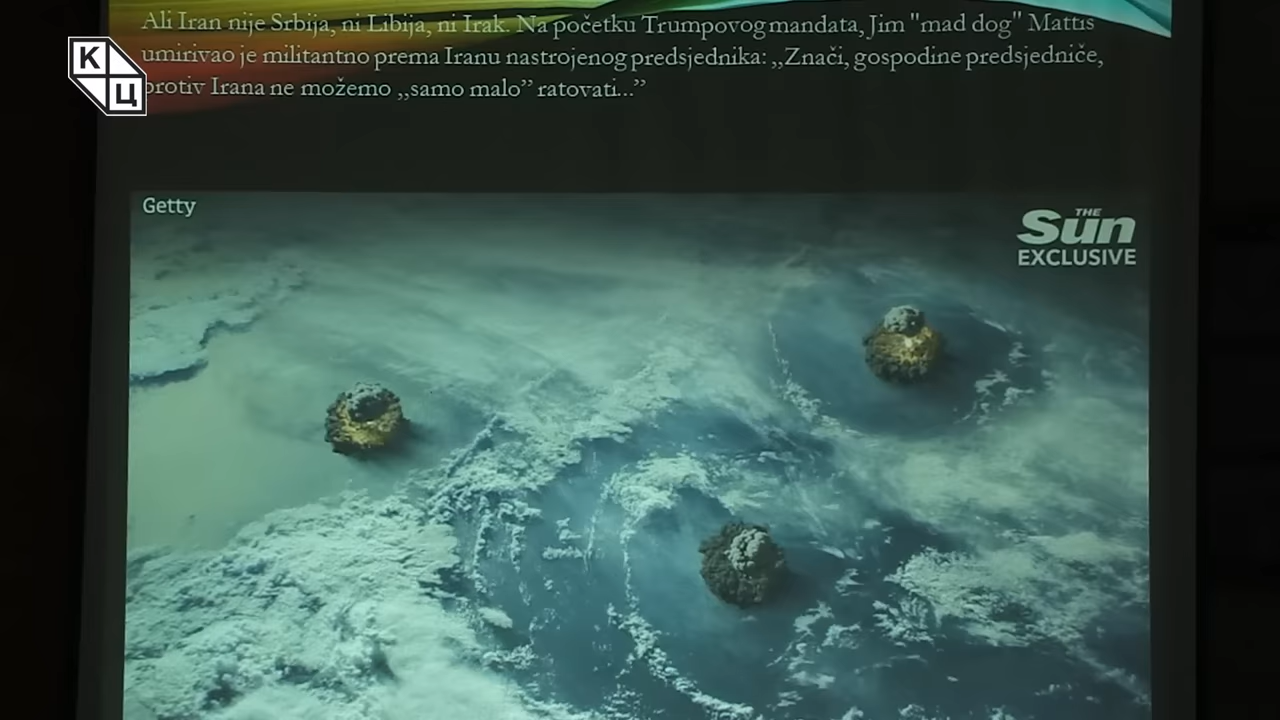 Ali Iran nije Srbija, ni Libija, ni Irak. Na početku Trumpovog mandata, Jim "mad dog" Mattis
umirivao je militantno prema Iranu nastrojenog predsjednika: „Znači, gospodine predsjedniče,
protiv Irana ne možemo „samo malo” ratovati...”
К
Ц
Getty
THE
Sun
EXCLUSIVE